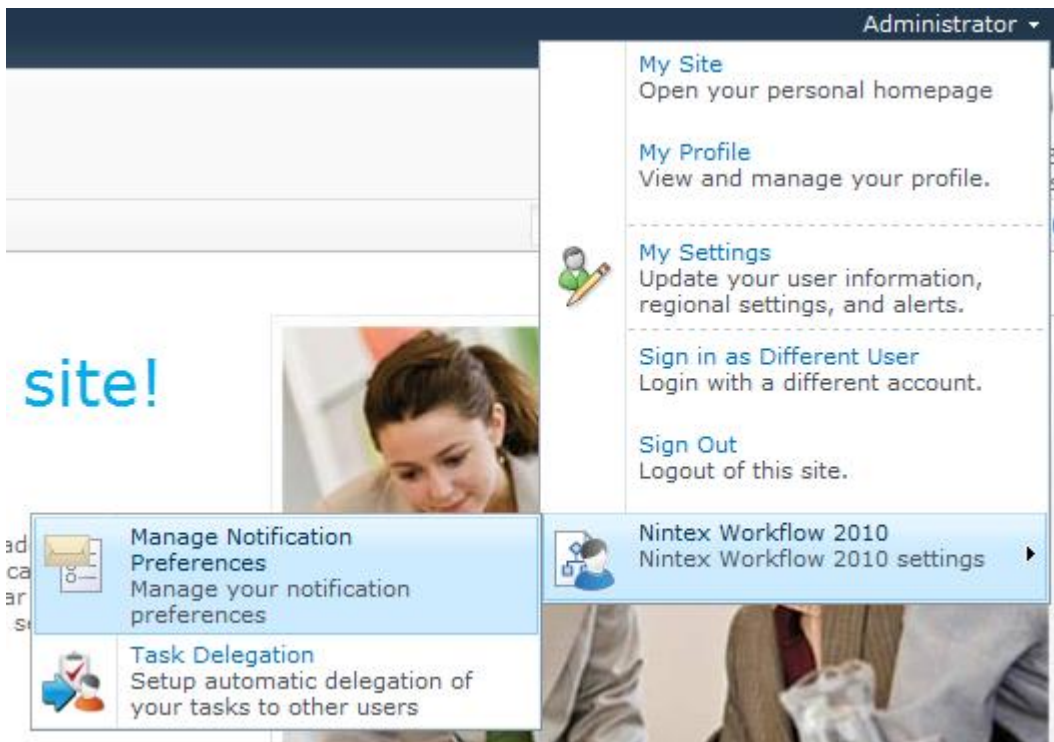 Administrator
My Site
Open your personal homepage
My Profile
View and manage your profile.
My Settings
Update your user information,
regional settings, and alerts.
site!
Sign in as Different User
Login with a different account.
Sign Out
Logout of this site.
Nintex Workflow 2010
Nintex Workflow 2010 settings
Manage Notification
Preferences
Manage your notification
preferences
Task Delegation
Setup automatic delegation of
your tasks to other users